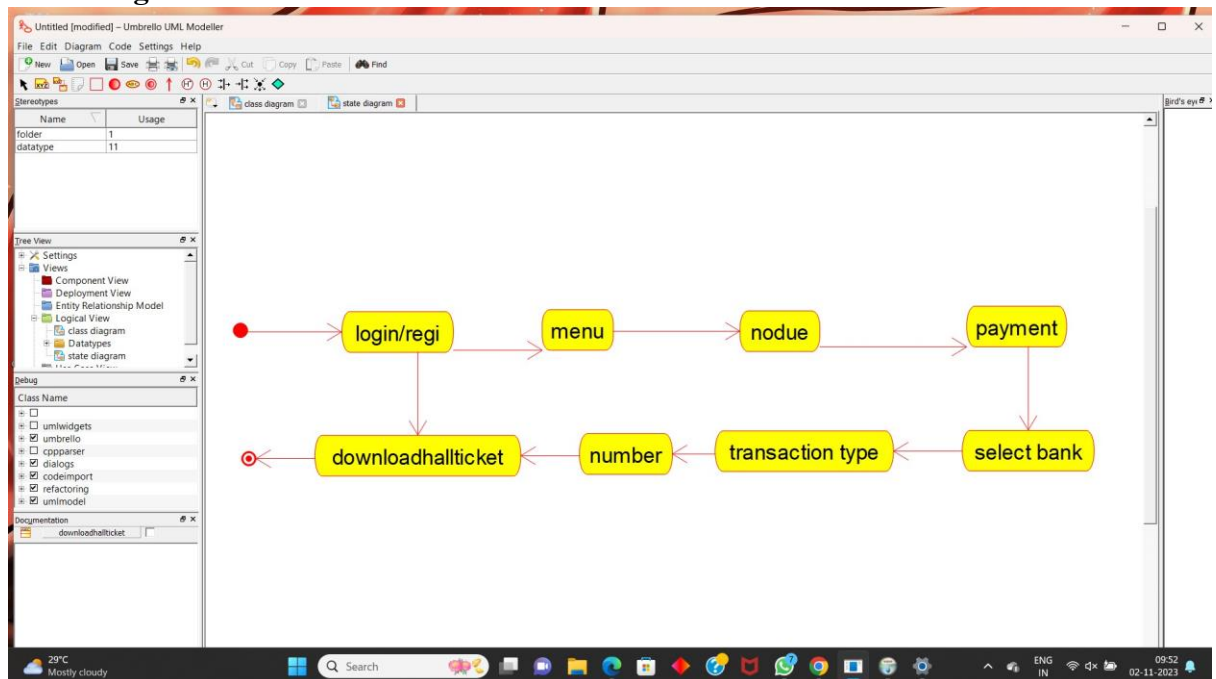 Untitled [modified] – Umbrello UML Modeller
File Edit Diagram Code Settings Help
New Open Save Cut Copy Paste Find
Stereotypes
Name Usage
folder 1
datatype 11
Tree View
Settings
Views
Component View
Deployment View
Entity Relationship Model
Logical View
class diagram
Datatypes
state diagram
Debug
Class Name
umlwidgets
umbrello
cppparser
dialogs
codeimport
refactoring
umlmodel
Documentation
downloadhallticket
class diagram state diagram
Bird's ey
login/regi menu nodue payment
downloadhallticket number transaction type select bank
29°C
Mostly cloudy
Search
ENG
IN
09:52
02-11-2023